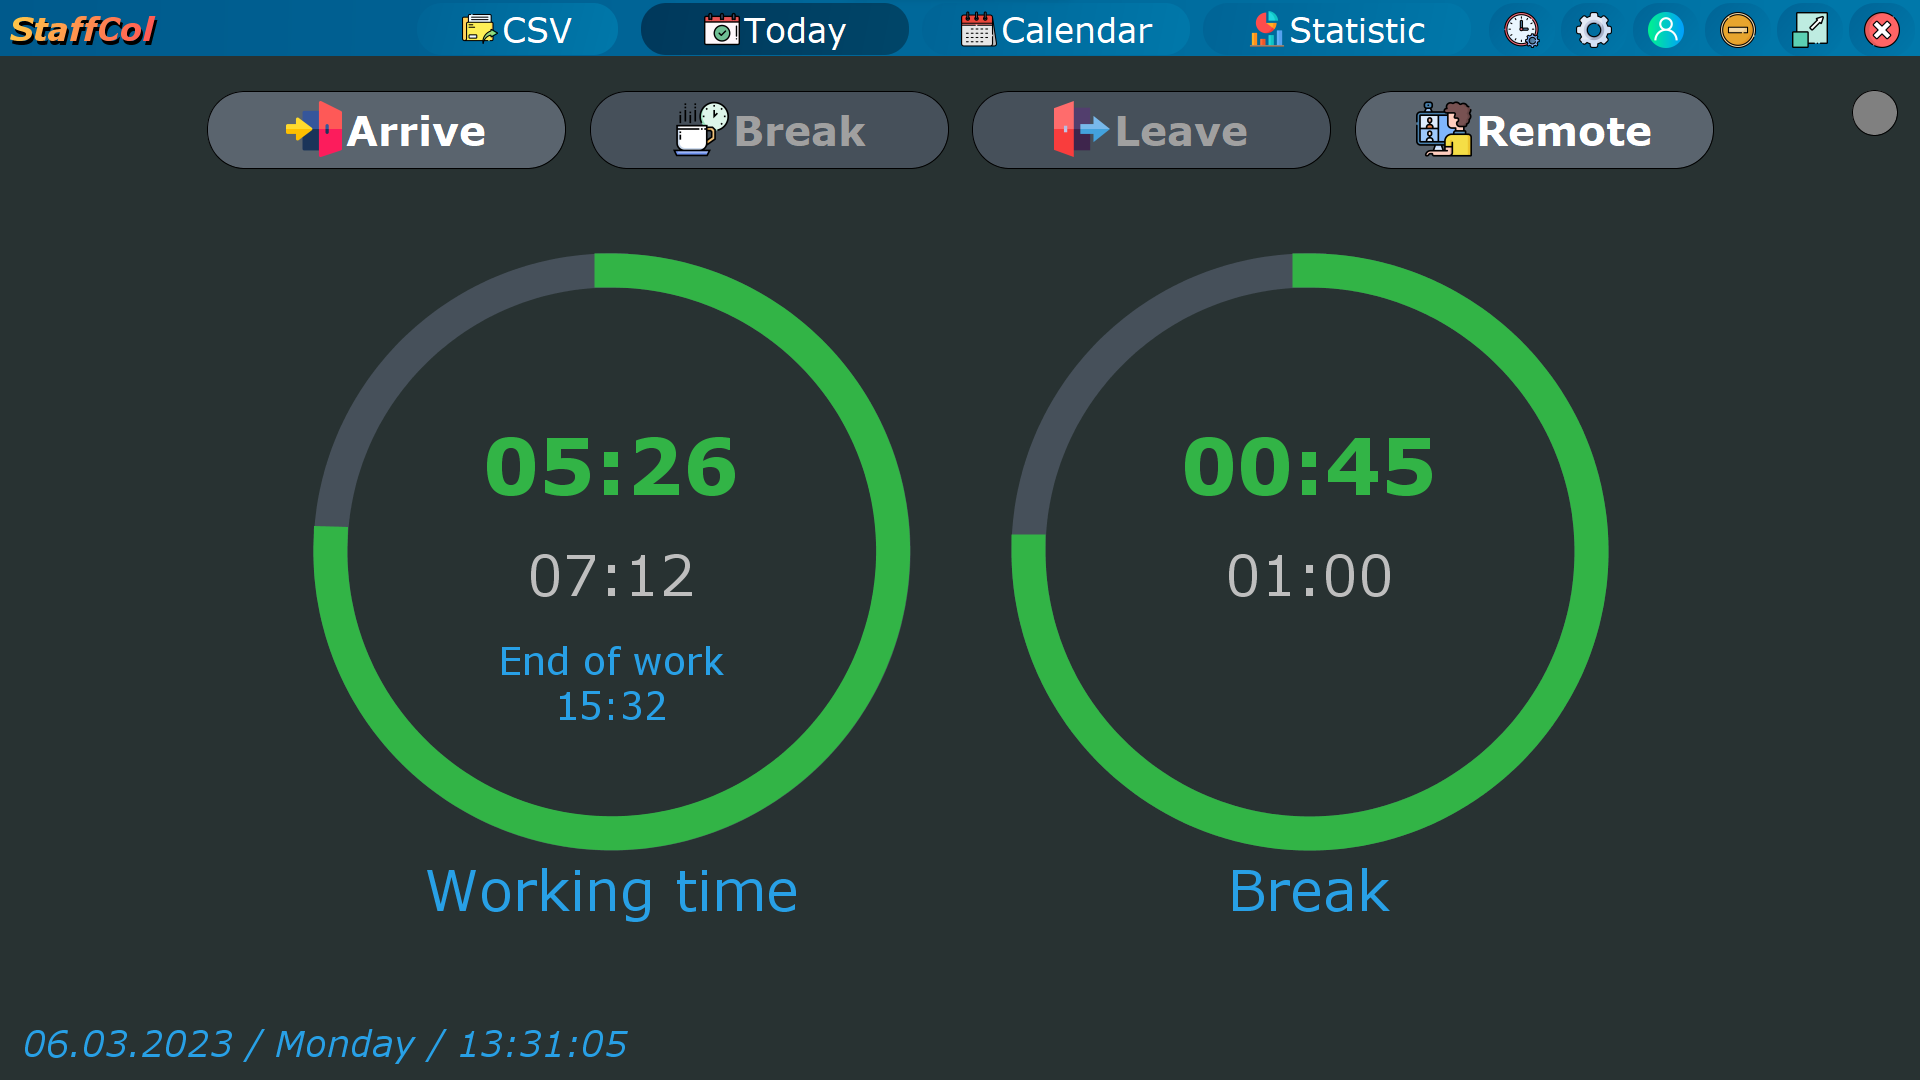 StaffCol
CSV
Today
Calendar
Statistic
Arrive
Break
Leave
Remote
05:26
07:12
End of work
15:32
Working time
00:45
01:00
Break
06.03.2023 / Monday / 13:31:05